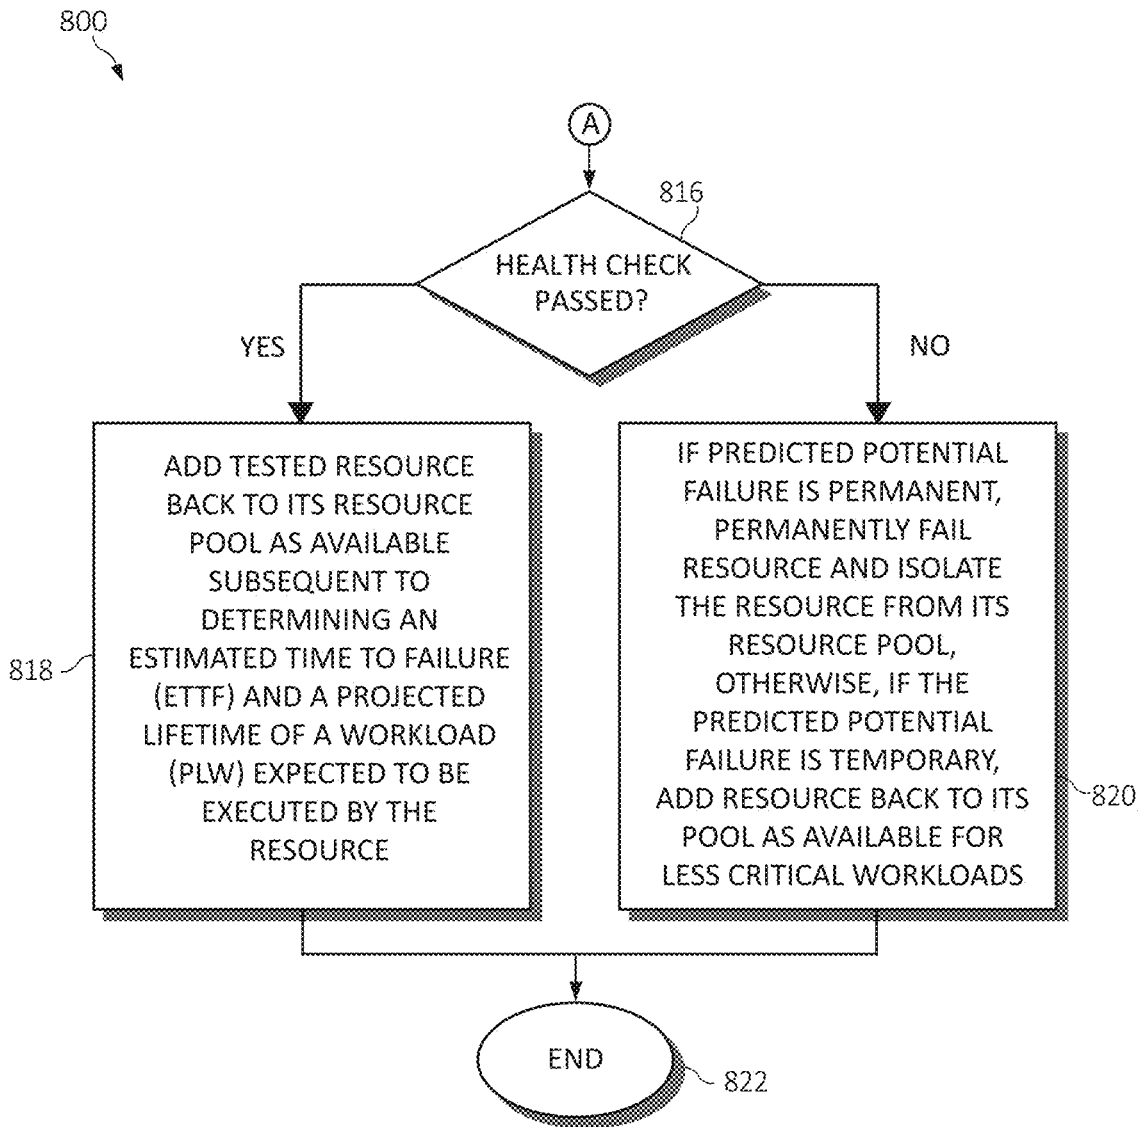 800
A
816
HEALTH CHECK
PASSED?
YES
NO
ADD TESTED RESOURCE
BACK TO ITS RESOURCE
POOL AS AVAILABLE
SUBSEQUENT TO
DETERMINING AN
ESTIMATED TIME TO FAILURE
(ETTF) AND A PROJECTED
LIFETIME OF A WORKLOAD
(PLW) EXPECTED TO BE
EXECUTED BY THE
RESOURCE
818
IF PREDICTED POTENTIAL
FAILURE IS PERMANENT,
PERMANENTLY FAIL
RESOURCE AND ISOLATE
THE RESOURCE FROM ITS
RESOURCE POOL,
OTHERWISE, IF THE
PREDICTED POTENTIAL
FAILURE IS TEMPORARY,
ADD RESOURCE BACK TO ITS
POOL AS AVAILABLE FOR
LESS CRITICAL WORKLOADS
820
END
822